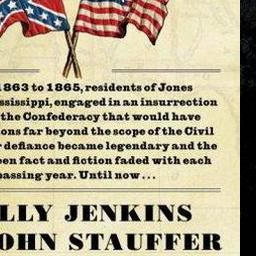 1863 to 1865, residents of Jones
ssissippi, engaged in an insurrection
the Confederacy that would have
ons far beyond the scope of the Civil
defiance became legendary and the
een fact and fiction faded with each
passing year. Until now...
LLY JENKINS
OHN STAUFFER